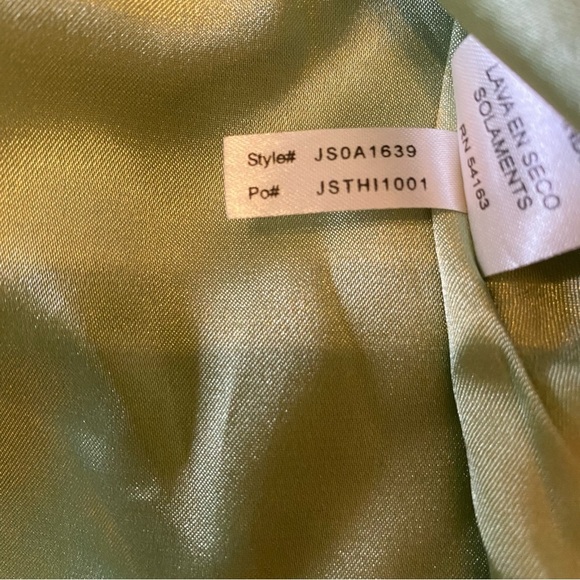 Style# JS0A1639
Po# JSTHI1001
LAVA EN SECO
SOLAMENTS
RN 54163